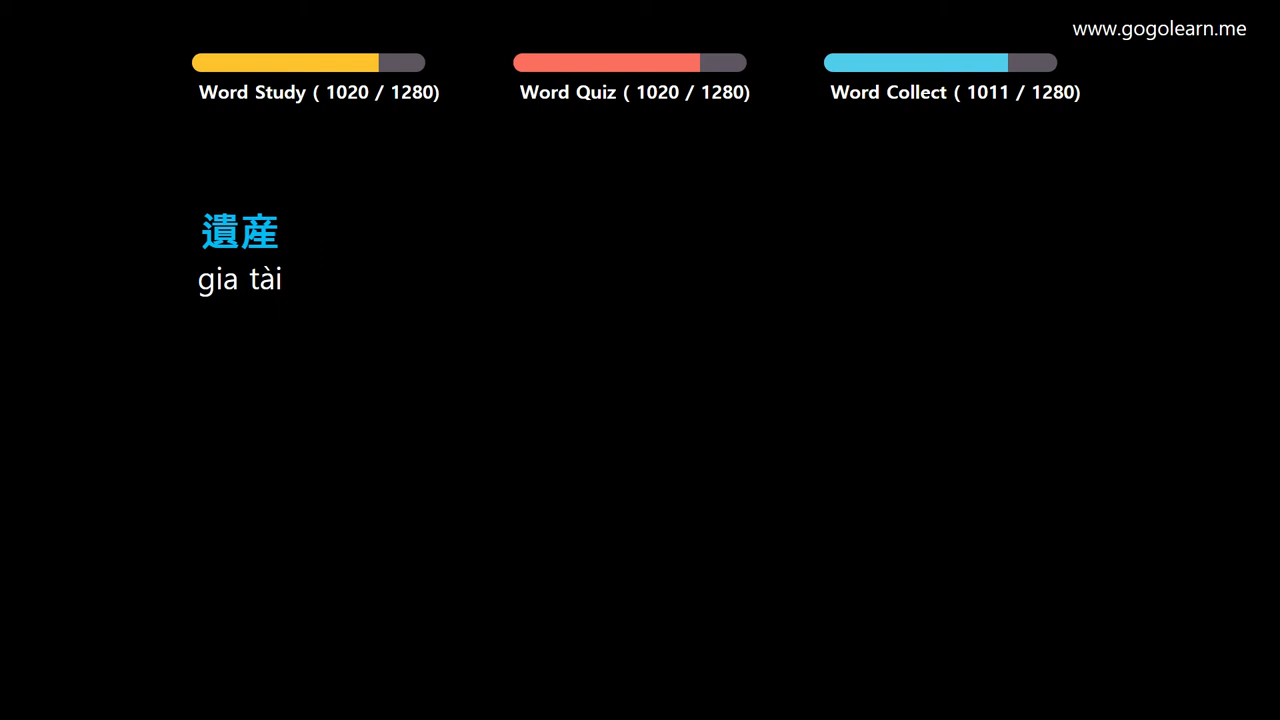 www.gogolearn.me
Word Study ( 1020 / 1280)
Word Quiz ( 1020 / 1280)
Word Collect ( 1011 / 1280)
遺産
gia tài